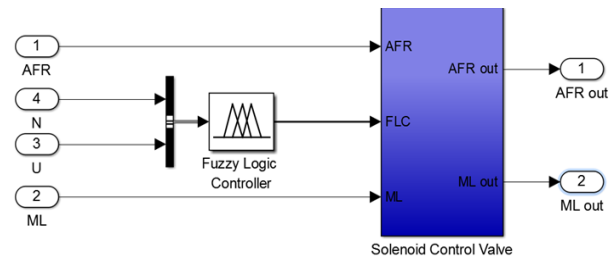 1
AFR
4
N
3
U
2
ML
Fuzzy Logic
Controller
AFR
FLC
ML
AFR out
ML out
Solenoid Control Valve
1
AFR out
2
ML out